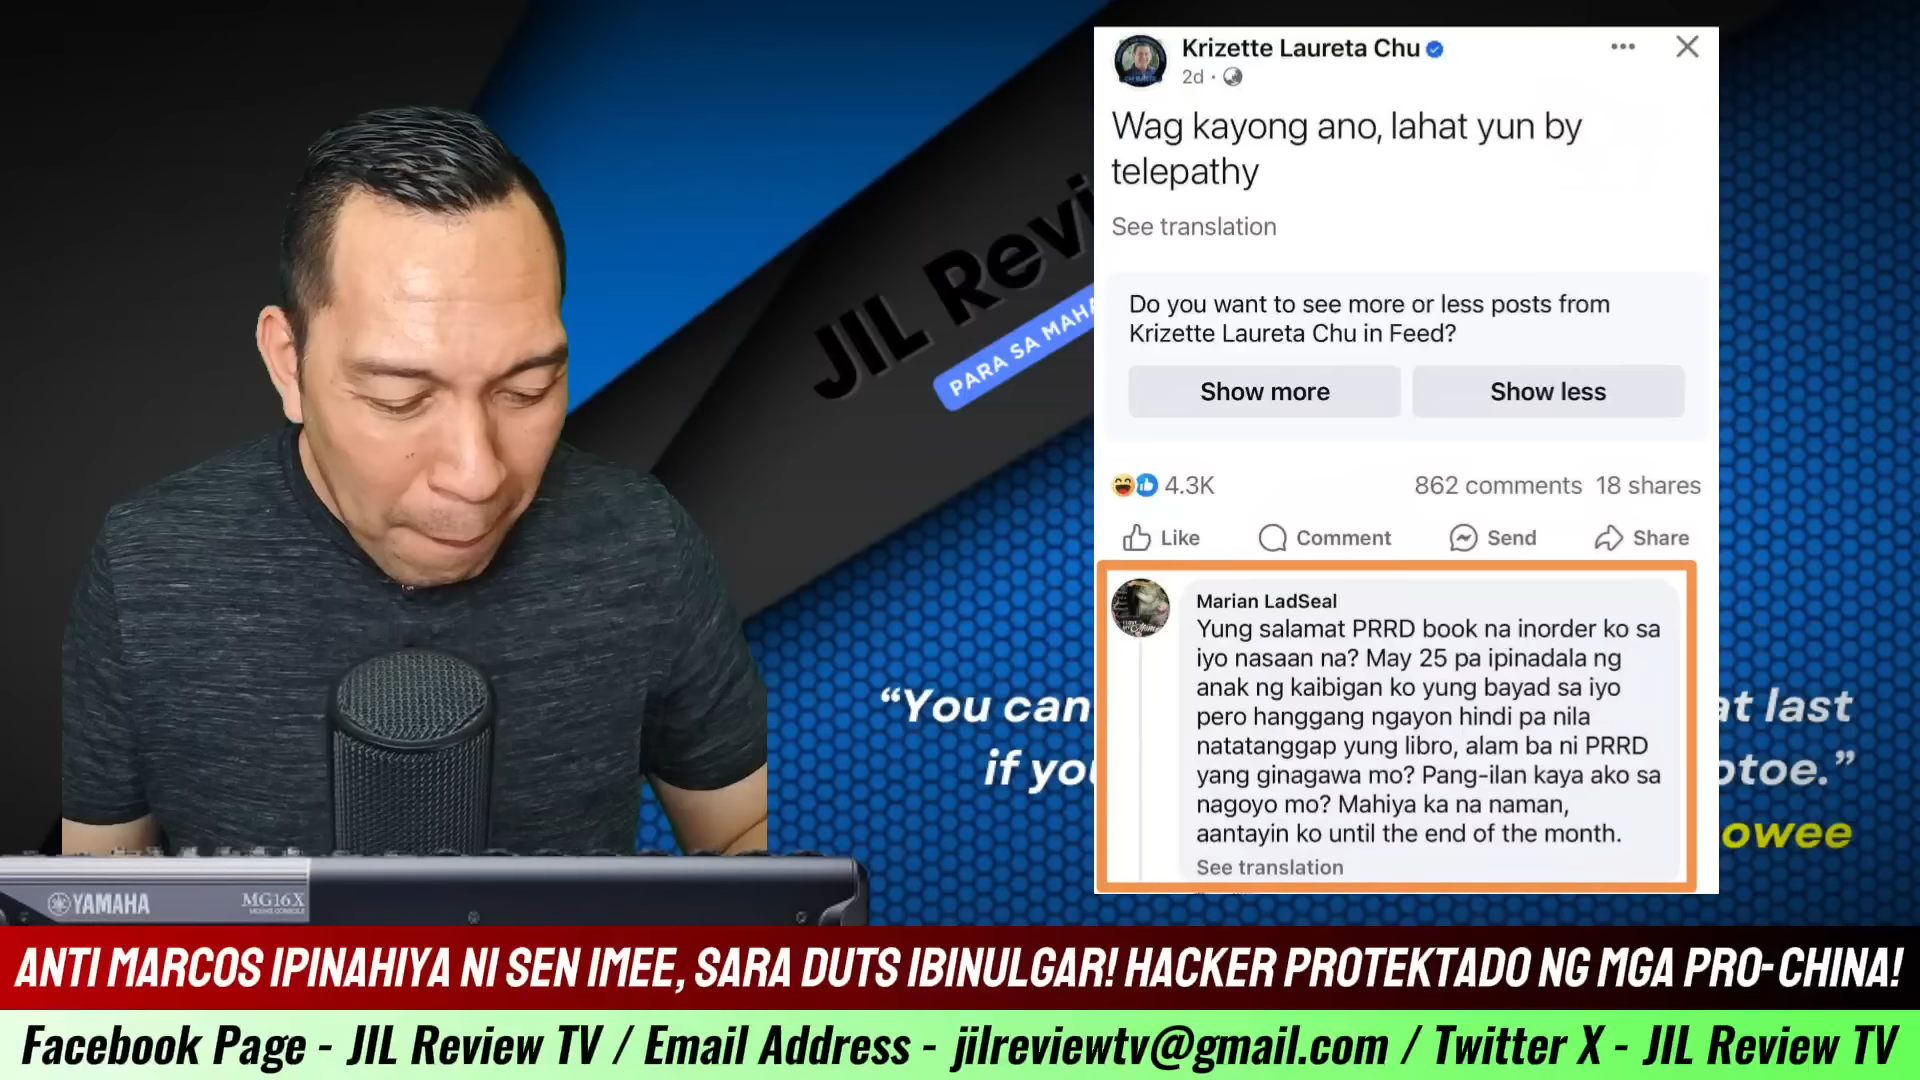 Krizette Laureta Chu
2d
Wag kayong ano, lahat yun by
telepathy
See translation
Do you want to see more or less posts from
Krizette Laureta Chu in Feed?
Show more
Show less
4.3K
862 comments 18 shares
Like
Comment
Send
Share
Marian LadSeal
Yung salamat PRRD book na inorder ko sa
iyo nasaan na? May 25 pa ipinadala ng
anak ng kaibigan ko yung bayad sa iyo
pero hanggang ngayon hindi pa nila
natatanggap yung libro, alam ba ni PRRD
yang ginagawa mo? Pang-ilan kaya ako sa
nagoyo mo? Mahiya ka na naman,
aantayin ko until the end of the month.
See translation
JIL Revi
PARA SA MAHA
“You can
at last
if you
ptoe.”
owee
YAMAHA
MG16X
MIXING CONSOLE
ANTI MARCOS IPINAHIYA NI SEN IMEE, SARA DUTS IBINULGAR! HACKER PROTEKTADO NG MGA PRO-CHINA!
Facebook Page - JIL Review TV / Email Address - jilreviewtv@gmail.com / Twitter X - JIL Review TV